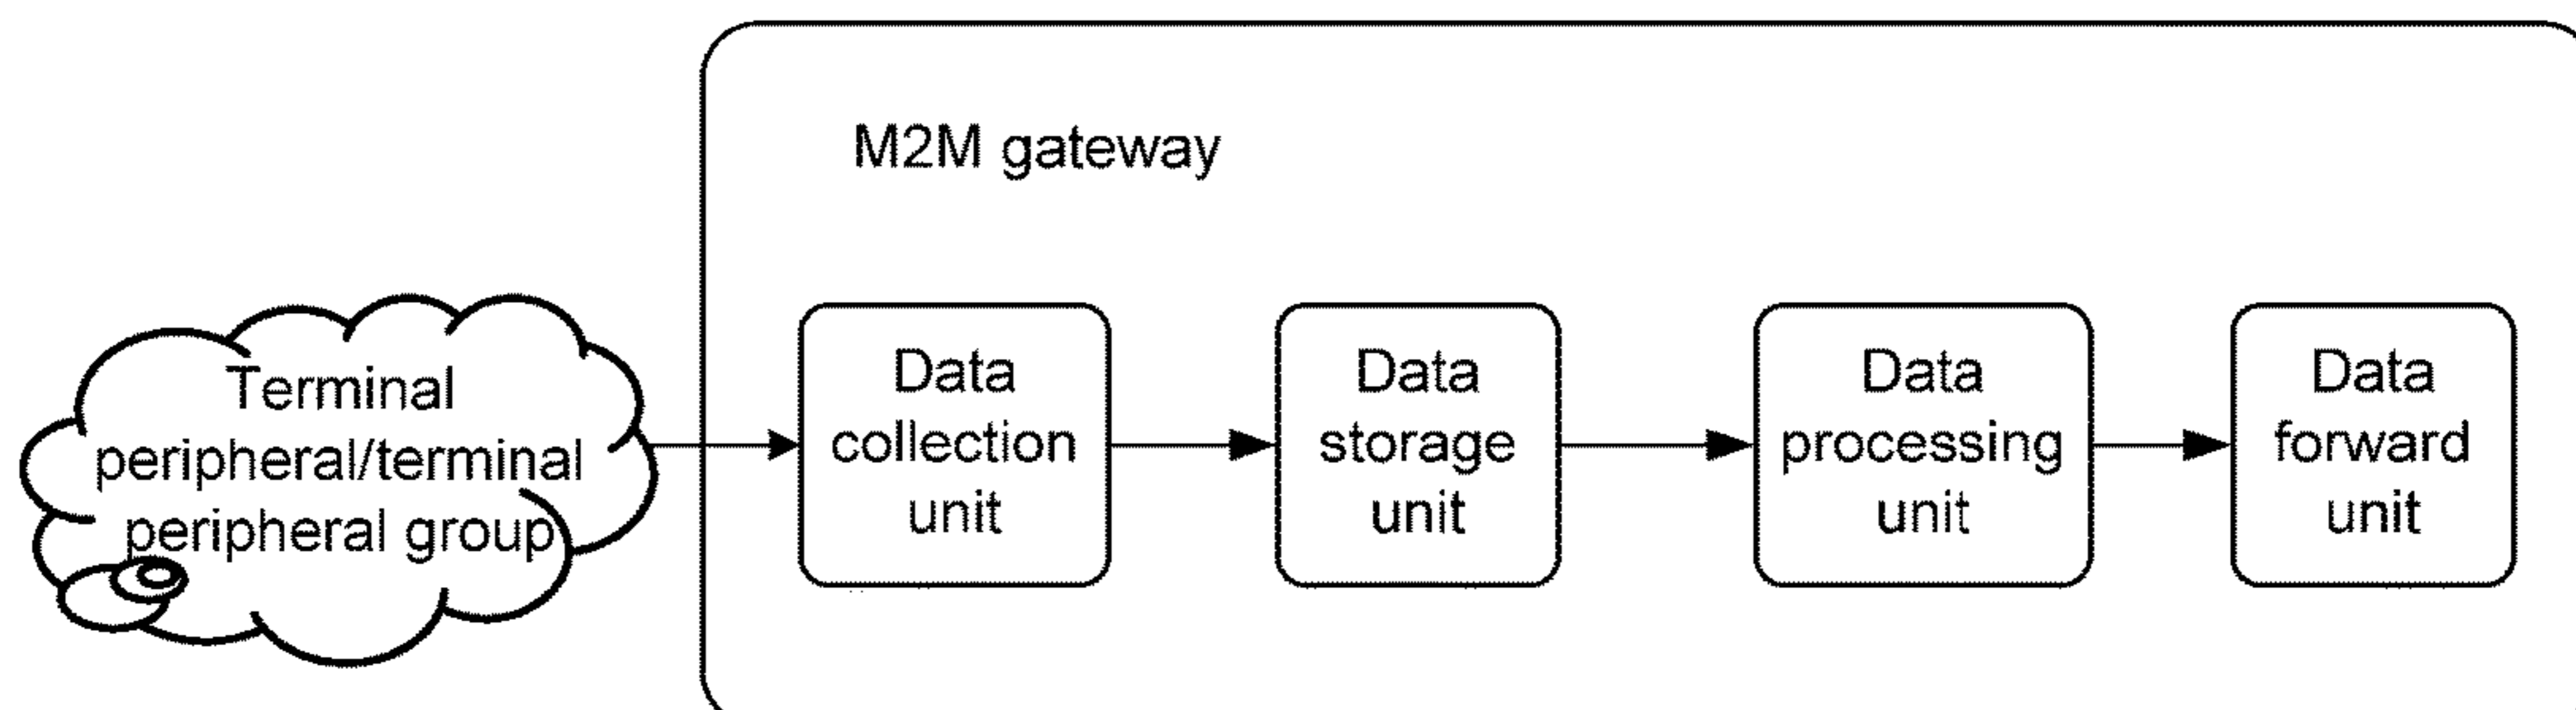 M2M gateway
Terminal
peripheral/terminal
peripheral group
Data
collection
unit
Data
storage
unit
Data
processing
unit
Data
forward
unit